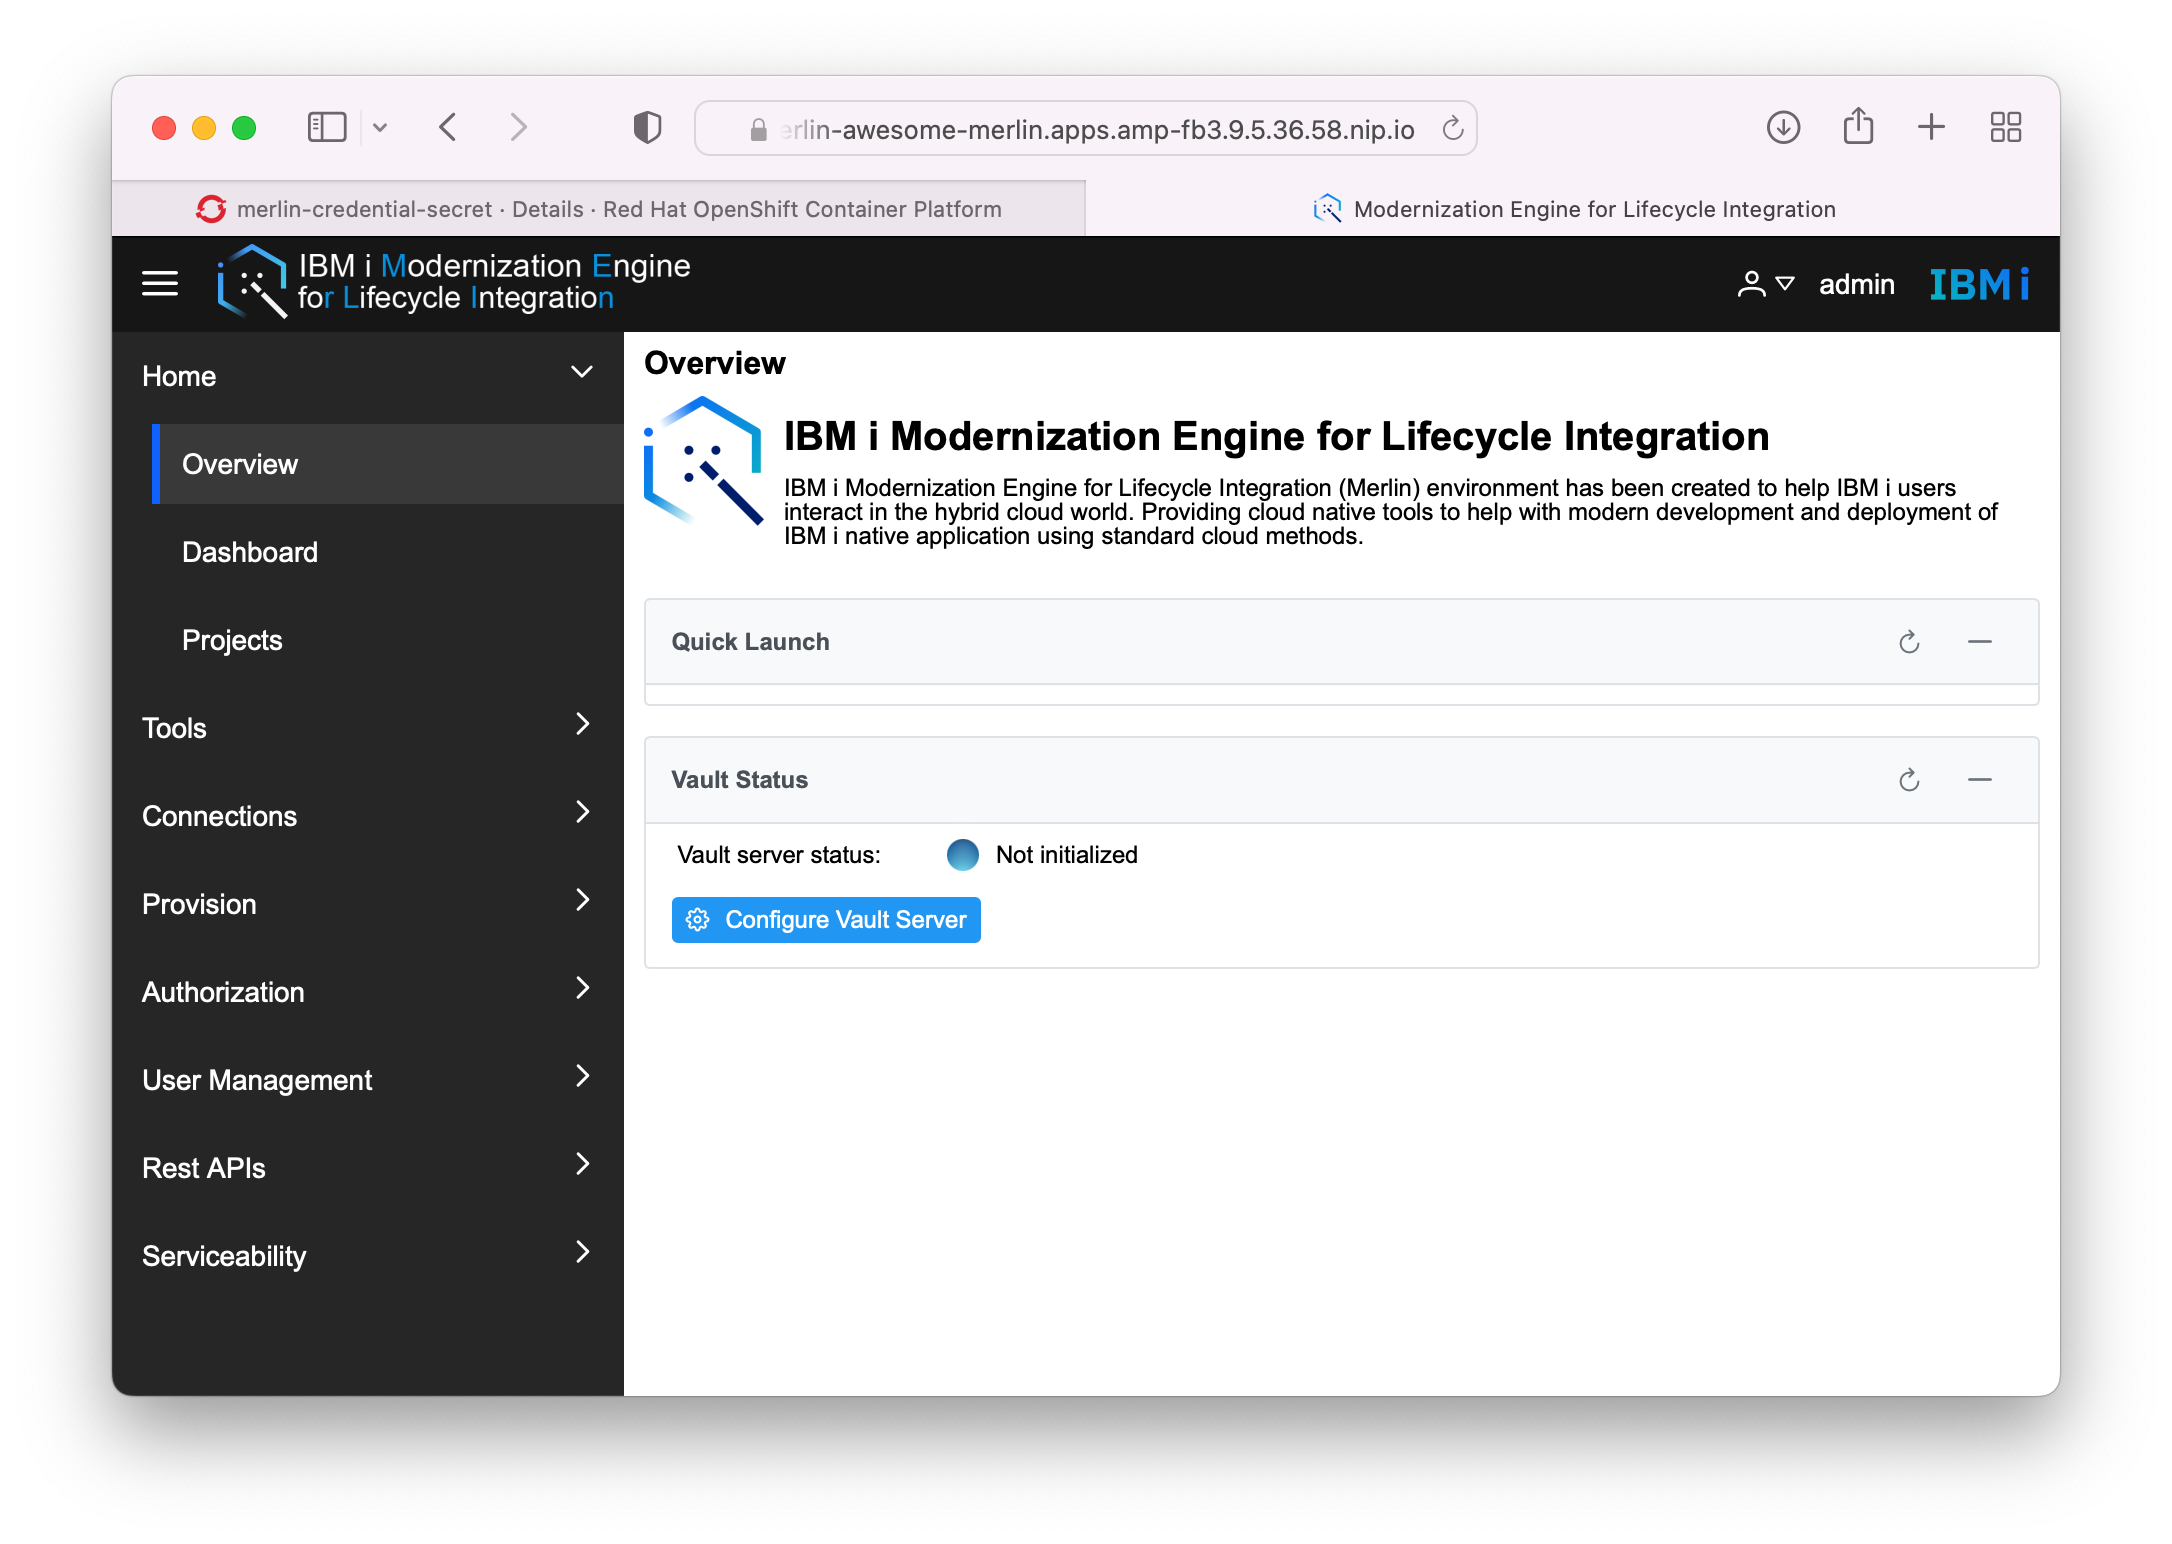 rlin-awesome-merlin.apps.amp-fb3.9.5.36.58.nip.io
merlin-credential-secret · Details · Red Hat OpenShift Container Platform
Modernization Engine for Lifecycle Integration
IBM i Modernization Engine
for Lifecycle Integration
admin
IBM i
Home
Overview
Dashboard
Projects
Tools
Connections
Provision
Authorization
User Management
Rest APIs
Serviceability
Overview
IBM i Modernization Engine for Lifecycle Integration
IBM i Modernization Engine for Lifecycle Integration (Merlin) environment has been created to help IBM i users
interact in the hybrid cloud world. Providing cloud native tools to help with modern development and deployment of
IBM i native application using standard cloud methods.
Quick Launch
Vault Status
Vault server status: Not initialized
Configure Vault Server